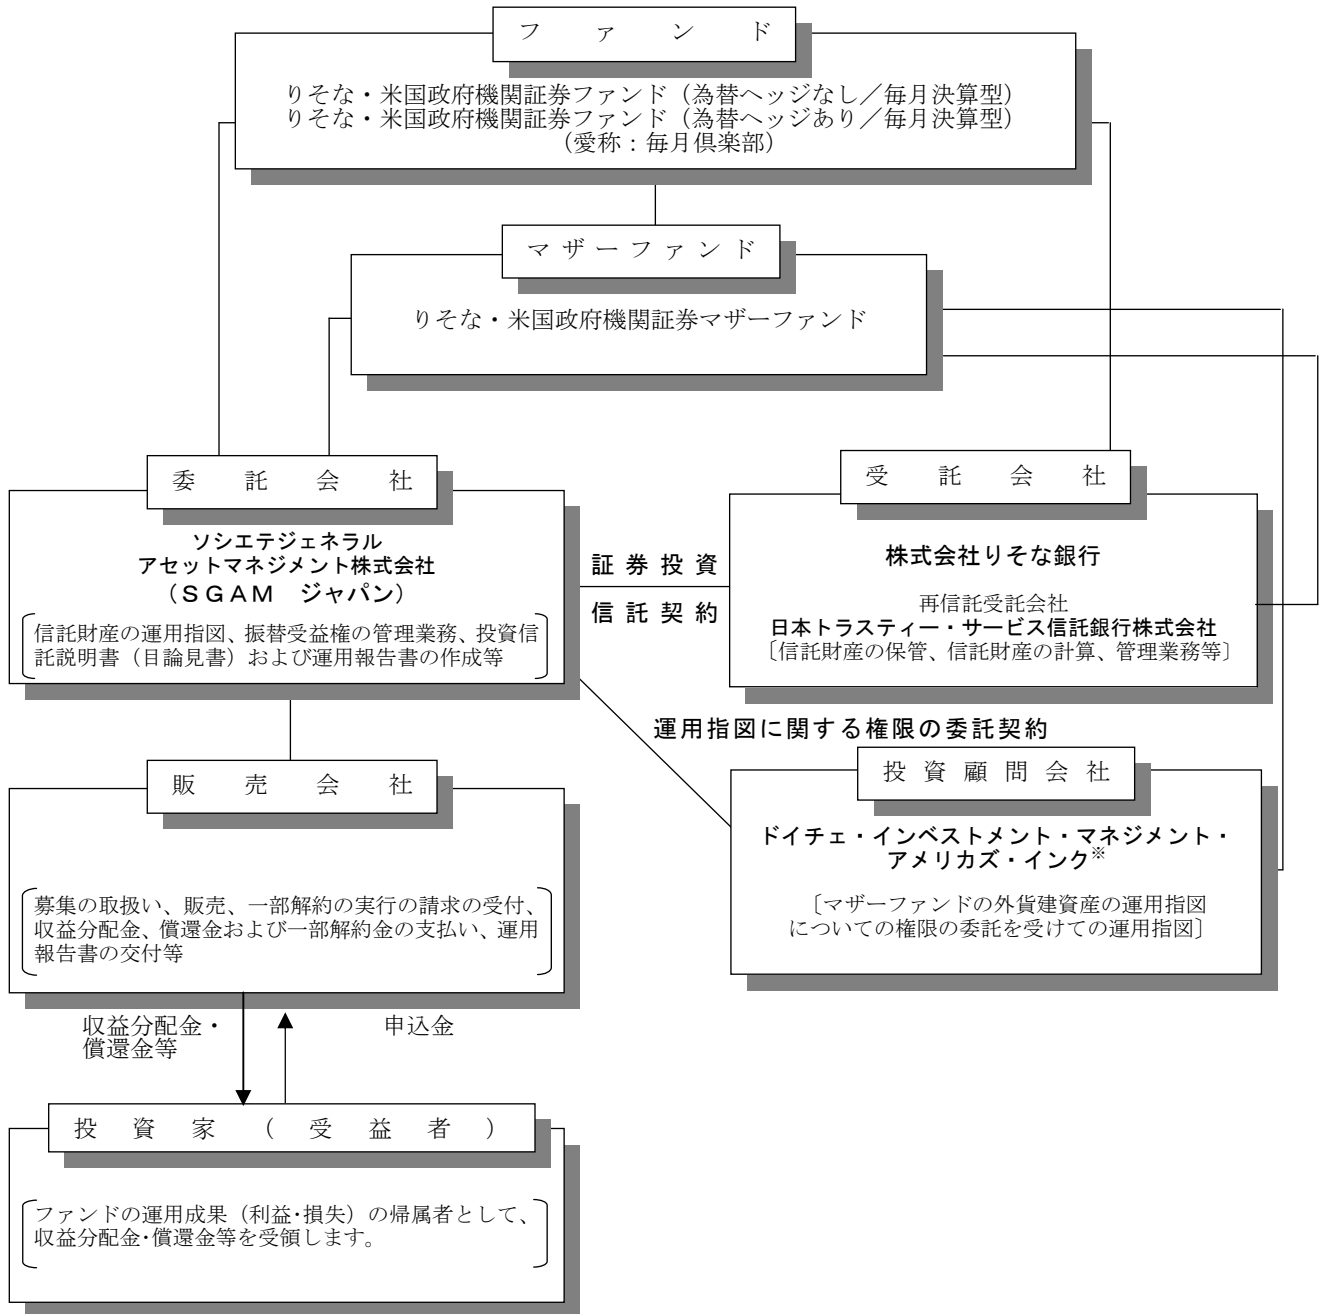 ファンド
りそな・米国政府機関証券ファンド（為替ヘッジなし／毎月決算型）
りそな・米国政府機関証券ファンド（為替ヘッジあり／毎月決算型）
（愛称：毎月倶楽部）
マザーファンド
りそな・米国政府機関証券マザーファンド
委託会社
ソシエテジェネラル
アセットマネジメント株式会社
（ＳＧＡＭ　ジャパン）
信託財産の運用指図、振替受益権の管理業務、投資信
託説明書（目論見書）および運用報告書の作成等
証券投資
信託契約
受託会社
株式会社りそな銀行
再信託受託会社
日本トラスティー・サービス信託銀行株式会社
〔信託財産の保管、信託財産の計算、管理業務等〕
運用指図に関する権限の委託契約
投資顧問会社
ドイチェ・インベストメント・マネジメント・
アメリカズ・インク※
〔マザーファンドの外貨建資産の運用指図
についての権限の委託を受けての運用指図〕
販売会社
募集の取扱い、販売、一部解約の実行の請求の受付、
収益分配金、償還金および一部解約金の支払い、運用
報告書の交付等
収益分配金・
償還金等
申込金
投資家（受益者）
ファンドの運用成果（利益・損失）の帰属者として、
収益分配金・償還金等を受領します。